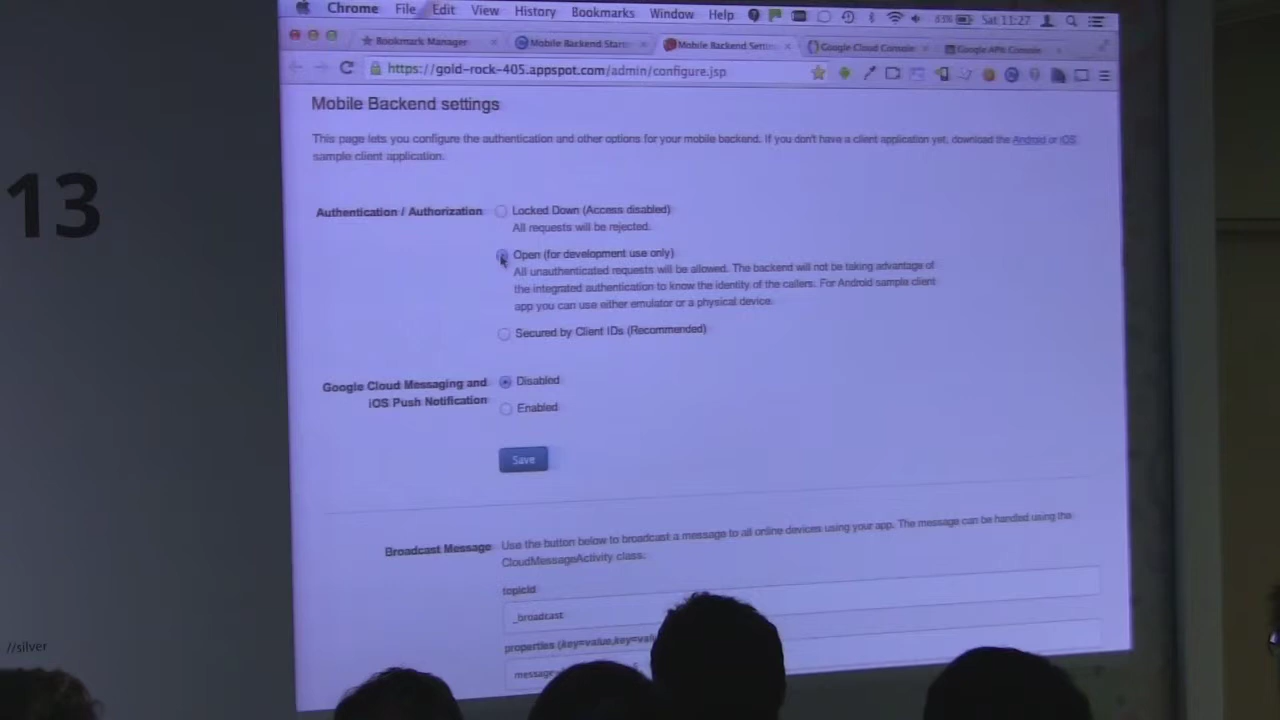 Chrome File Edit View History Bookmarks Window Help 83% Sat 11:27
Bookmark Manager Mobile Backend Start Mobile Backend Settin Google Cloud Console Google APIs Console
https://gold-rock-405.appspot.com/admin/configure.jsp
Mobile Backend settings
This page lets you configure the authentication and other options for your mobile backend. If you don't have a client application yet, download the Android or iOS
sample client application.
13
Authentication / Authorization Locked Down (Access disabled)
All requests will be rejected.
Open (for development use only)
All unauthenticated requests will be allowed. The backend will not be taking advantage of
the integrated authentication to know the identity of the callers. For Android sample client
app you can use either emulator or a physical device.
Secured by Client IDs (Recommended)
Google Cloud Messaging and
iOS Push Notification
Disabled
Enabled
Save
Broadcast Message Use the button below to broadcast a message to all online devices using your app. The message can be handled using the
CloudMessageActivity class.
topicId
_broadcast
properties (key=value,key=valu
message
//silver